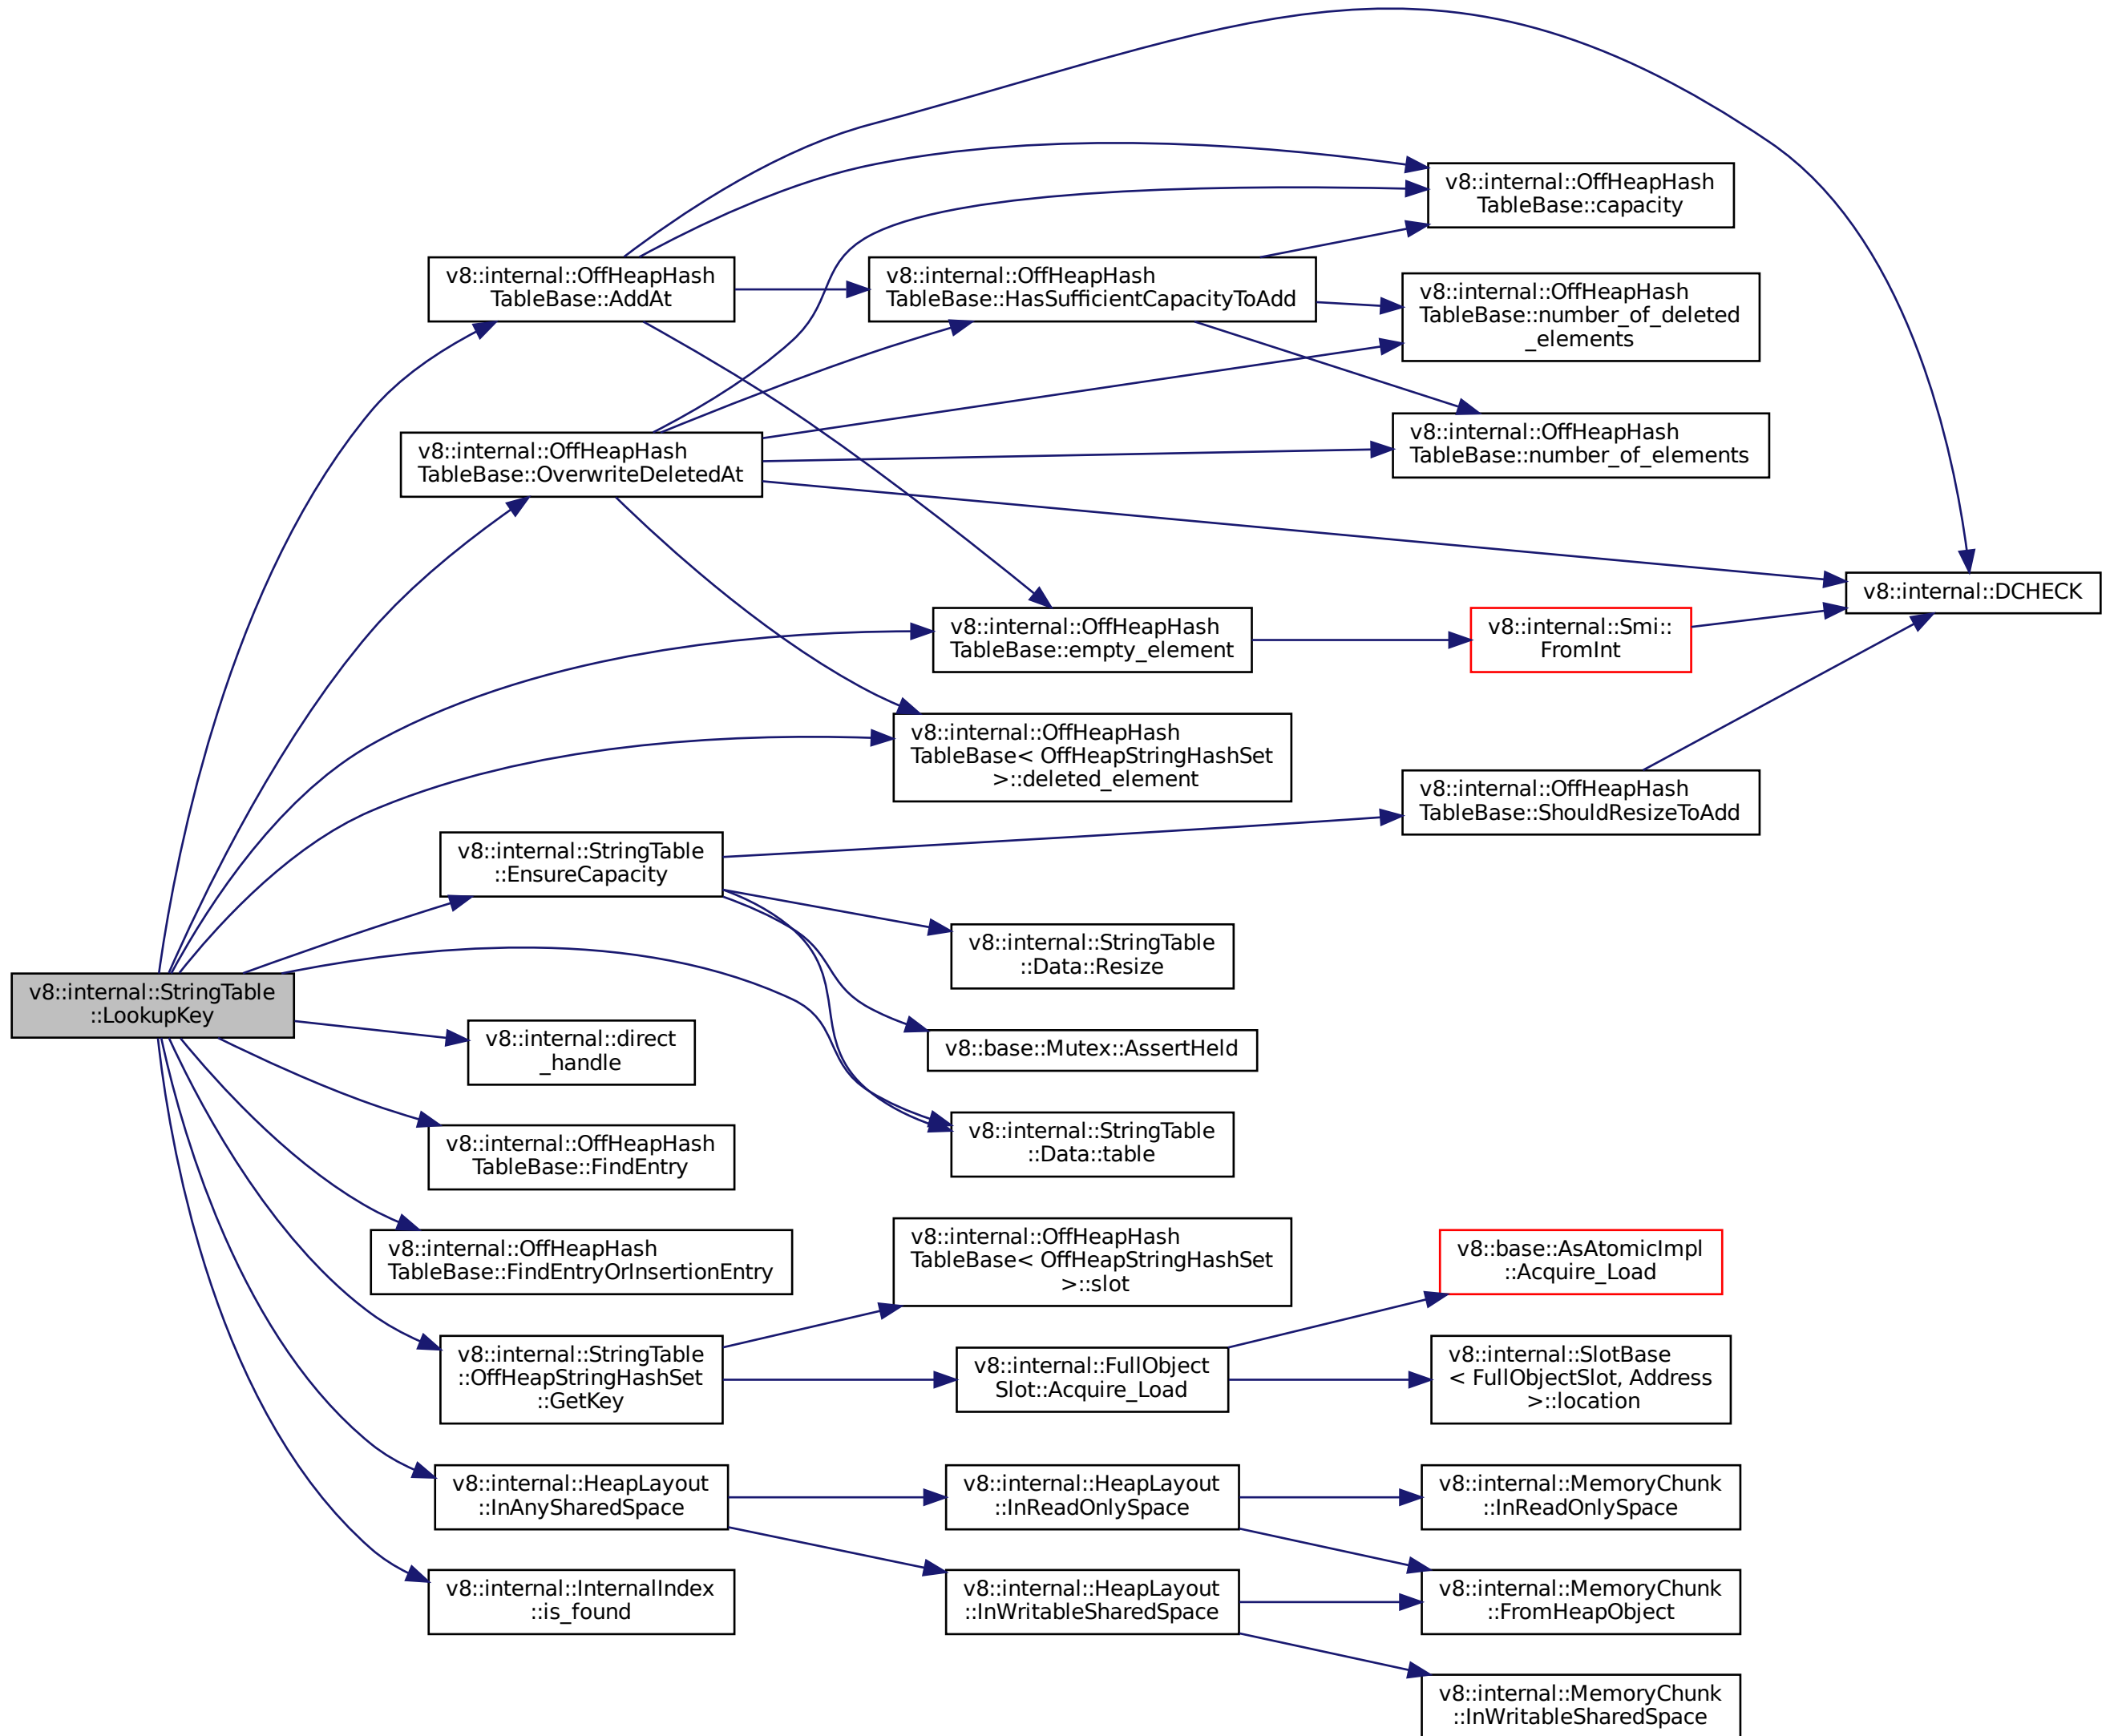 v8::internal::StringTable
::LookupKey
v8::internal::OffHeapHash
TableBase::AddAt
v8::internal::OffHeapHash
TableBase::OverwriteDeletedAt
v8::internal::StringTable
::EnsureCapacity
v8::internal::direct
_handle
v8::internal::OffHeapHash
TableBase::FindEntry
v8::internal::OffHeapHash
TableBase::FindEntryOrInsertionEntry
v8::internal::StringTable
::OffHeapStringHashSet
::GetKey
v8::internal::HeapLayout
::InAnySharedSpace
v8::internal::InternalIndex
::is_found
v8::internal::OffHeapHash
TableBase::HasSufficientCapacityToAdd
v8::internal::OffHeapHash
TableBase::empty_element
v8::internal::OffHeapHash
TableBase< OffHeapStringHashSet
>::deleted_element
v8::internal::StringTable
::Data::Resize
v8::base::Mutex::AssertHeld
v8::internal::StringTable
::Data::table
v8::internal::OffHeapHash
TableBase< OffHeapStringHashSet
>::slot
v8::internal::FullObject
Slot::Acquire_Load
v8::internal::HeapLayout
::InReadOnlySpace
v8::internal::HeapLayout
::InWritableSharedSpace
v8::internal::OffHeapHash
TableBase::capacity
v8::internal::OffHeapHash
TableBase::number_of_deleted
_elements
v8::internal::OffHeapHash
TableBase::number_of_elements
v8::internal::Smi::
FromInt
v8::internal::OffHeapHash
TableBase::ShouldResizeToAdd
v8::base::AsAtomicImpl
::Acquire_Load
v8::internal::SlotBase
< FullObjectSlot, Address
>::location
v8::internal::MemoryChunk
::InReadOnlySpace
v8::internal::MemoryChunk
::FromHeapObject
v8::internal::MemoryChunk
::InWritableSharedSpace
v8::internal::DCHECK